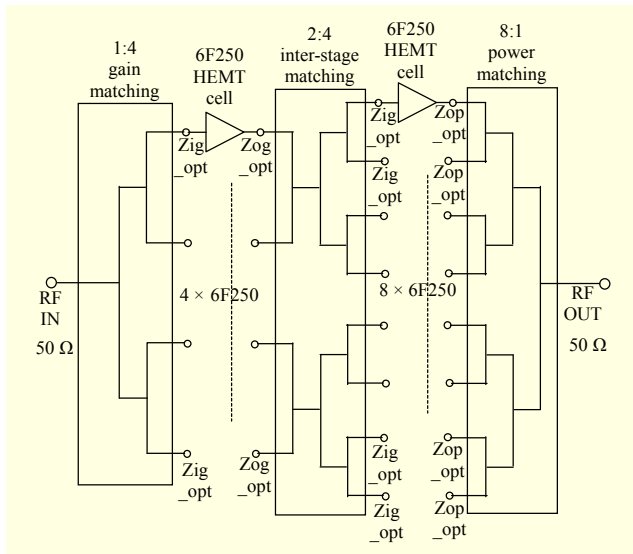 1:4
gain
matching
6F250
HEMT
cell
2:4
inter-stage
matching
6F250
HEMT
cell
8:1
power
matching
Zig
_opt
Zog
_opt
Zig
_opt
Zop
_opt
Zig
_opt
Zop
_opt
RF
IN
50 Ω
4 × 6F250
8 × 6F250
RF
OUT
50 Ω
Zig
_opt
Zog
_opt
Zig
_opt
Zop
_opt
Zig
_opt
Zop
_opt